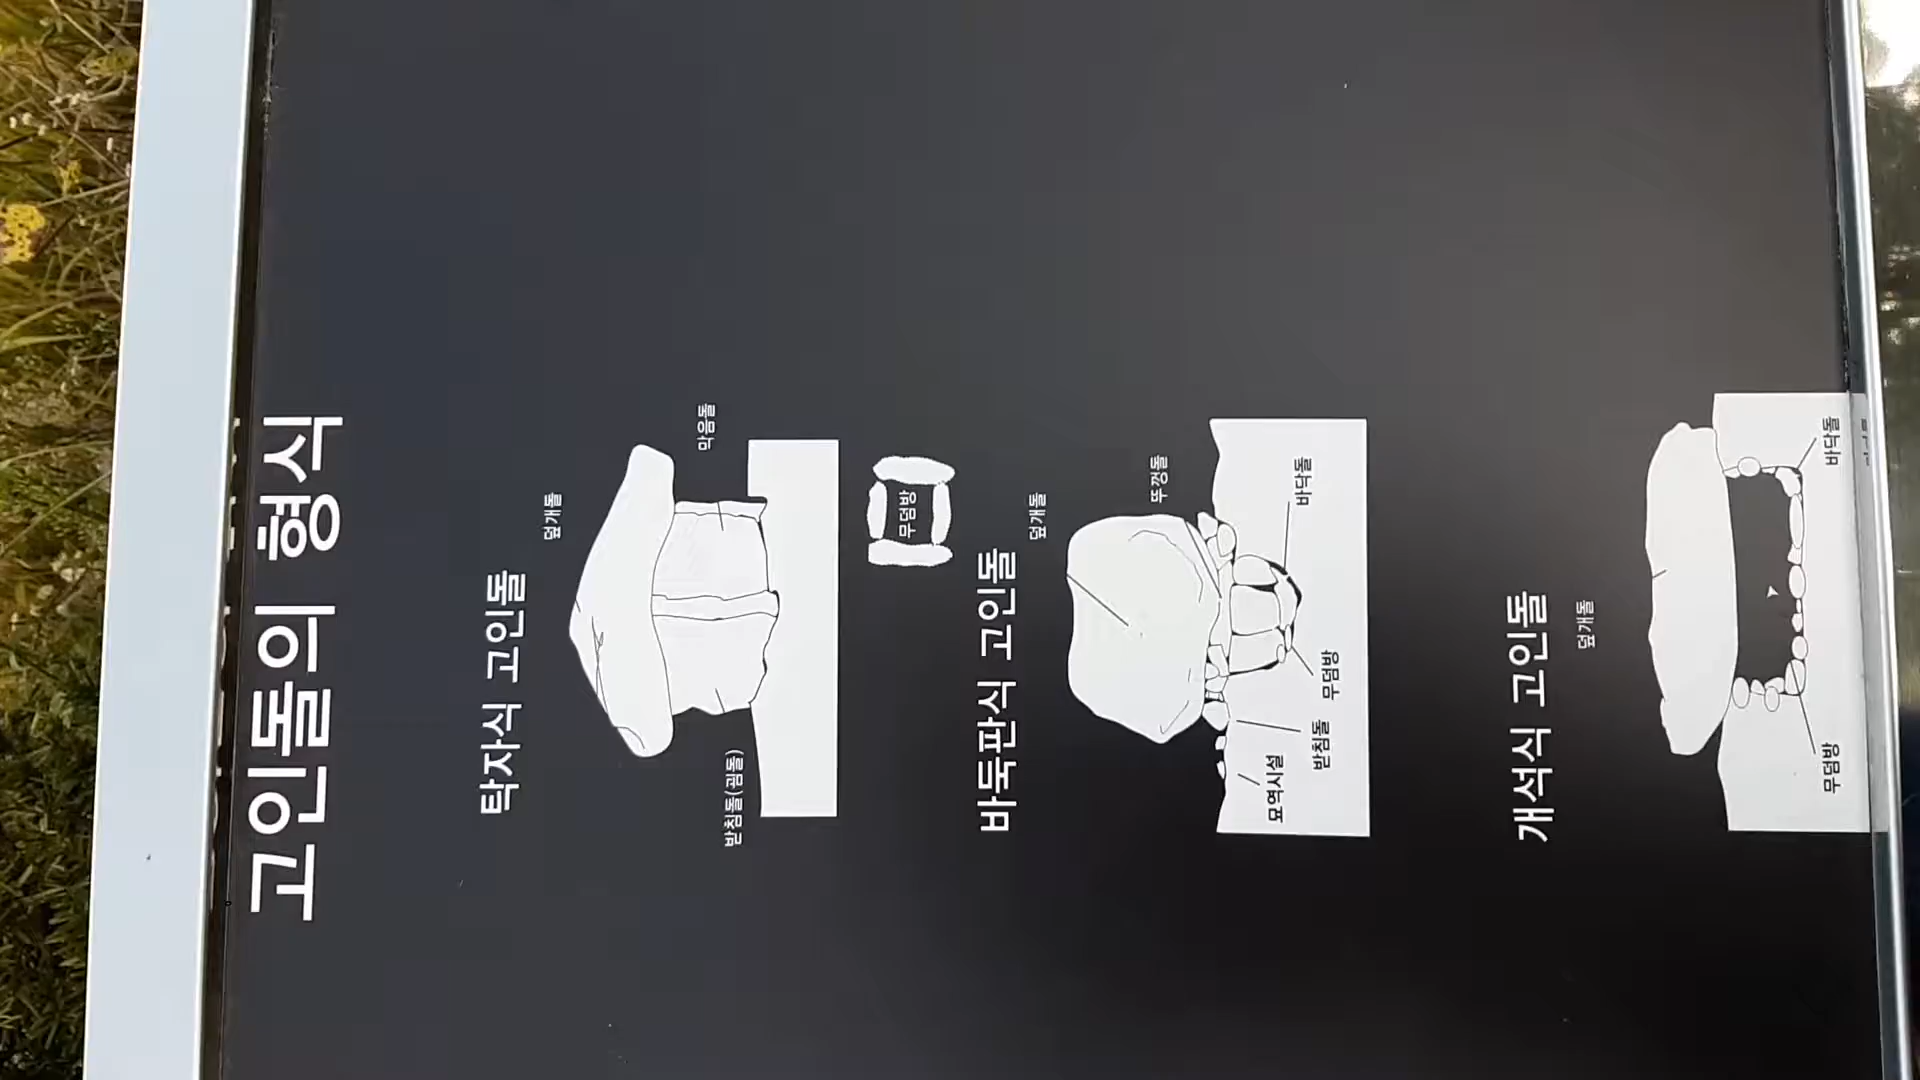 고인돌의 형식
탁자식 고인돌
덮개돌
막음돌
받침돌(굄돌)
무덤방
바둑판식 고인돌
덮개돌
뚜껑돌
바닥돌
무덤방
받침돌
묘역시설
개석식 고인돌
덮개돌
바닥돌
무덤방